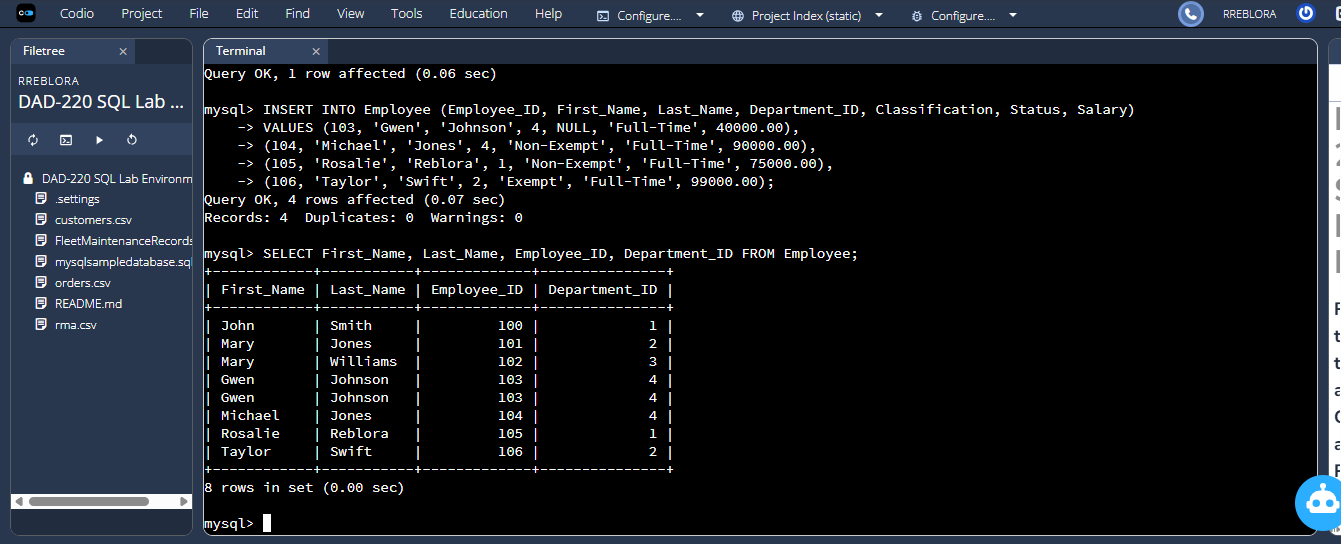 Codio Project File Edit Find View Tools Education Help Configure.... Project Index (static) Configure.... RREBLORA
Filetree ×
RREBLORA
DAD-220 SQL Lab ...
DAD-220 SQL Lab Environm
.settings
customers.csv
FleetMaintenanceRecords
mysqlsampledatabase.sql
orders.csv
README.md
rma.csv
Terminal ×
Query OK, 1 row affected (0.06 sec)
mysql> INSERT INTO Employee (Employee_ID, First_Name, Last_Name, Department_ID, Classification, Status, Salary)
    -> VALUES (103, 'Gwen', 'Johnson', 4, NULL, 'Full-Time', 40000.00),
    -> (104, 'Michael', 'Jones', 4, 'Non-Exempt', 'Full-Time', 90000.00),
    -> (105, 'Rosalie', 'Reblora', 1, 'Non-Exempt', 'Full-Time', 75000.00),
    -> (106, 'Taylor', 'Swift', 2, 'Exempt', 'Full-Time', 99000.00);
Query OK, 4 rows affected (0.07 sec)
Records: 4  Duplicates: 0  Warnings: 0
mysql> SELECT First_Name, Last_Name, Employee_ID, Department_ID FROM Employee;
+------------+-----------+-------------+---------------+
| First_Name | Last_Name | Employee_ID | Department_ID |
+------------+-----------+-------------+---------------+
| John       | Smith     |         100 |             1 |
| Mary       | Jones     |         101 |             2 |
| Mary       | Williams  |         102 |             3 |
| Gwen       | Johnson   |         103 |             4 |
| Gwen       | Johnson   |         103 |             4 |
| Michael    | Jones     |         104 |             4 |
| Rosalie    | Reblora   |         105 |             1 |
| Taylor     | Swift     |         106 |             2 |
+------------+-----------+-------------+---------------+
8 rows in set (0.00 sec)
mysql>